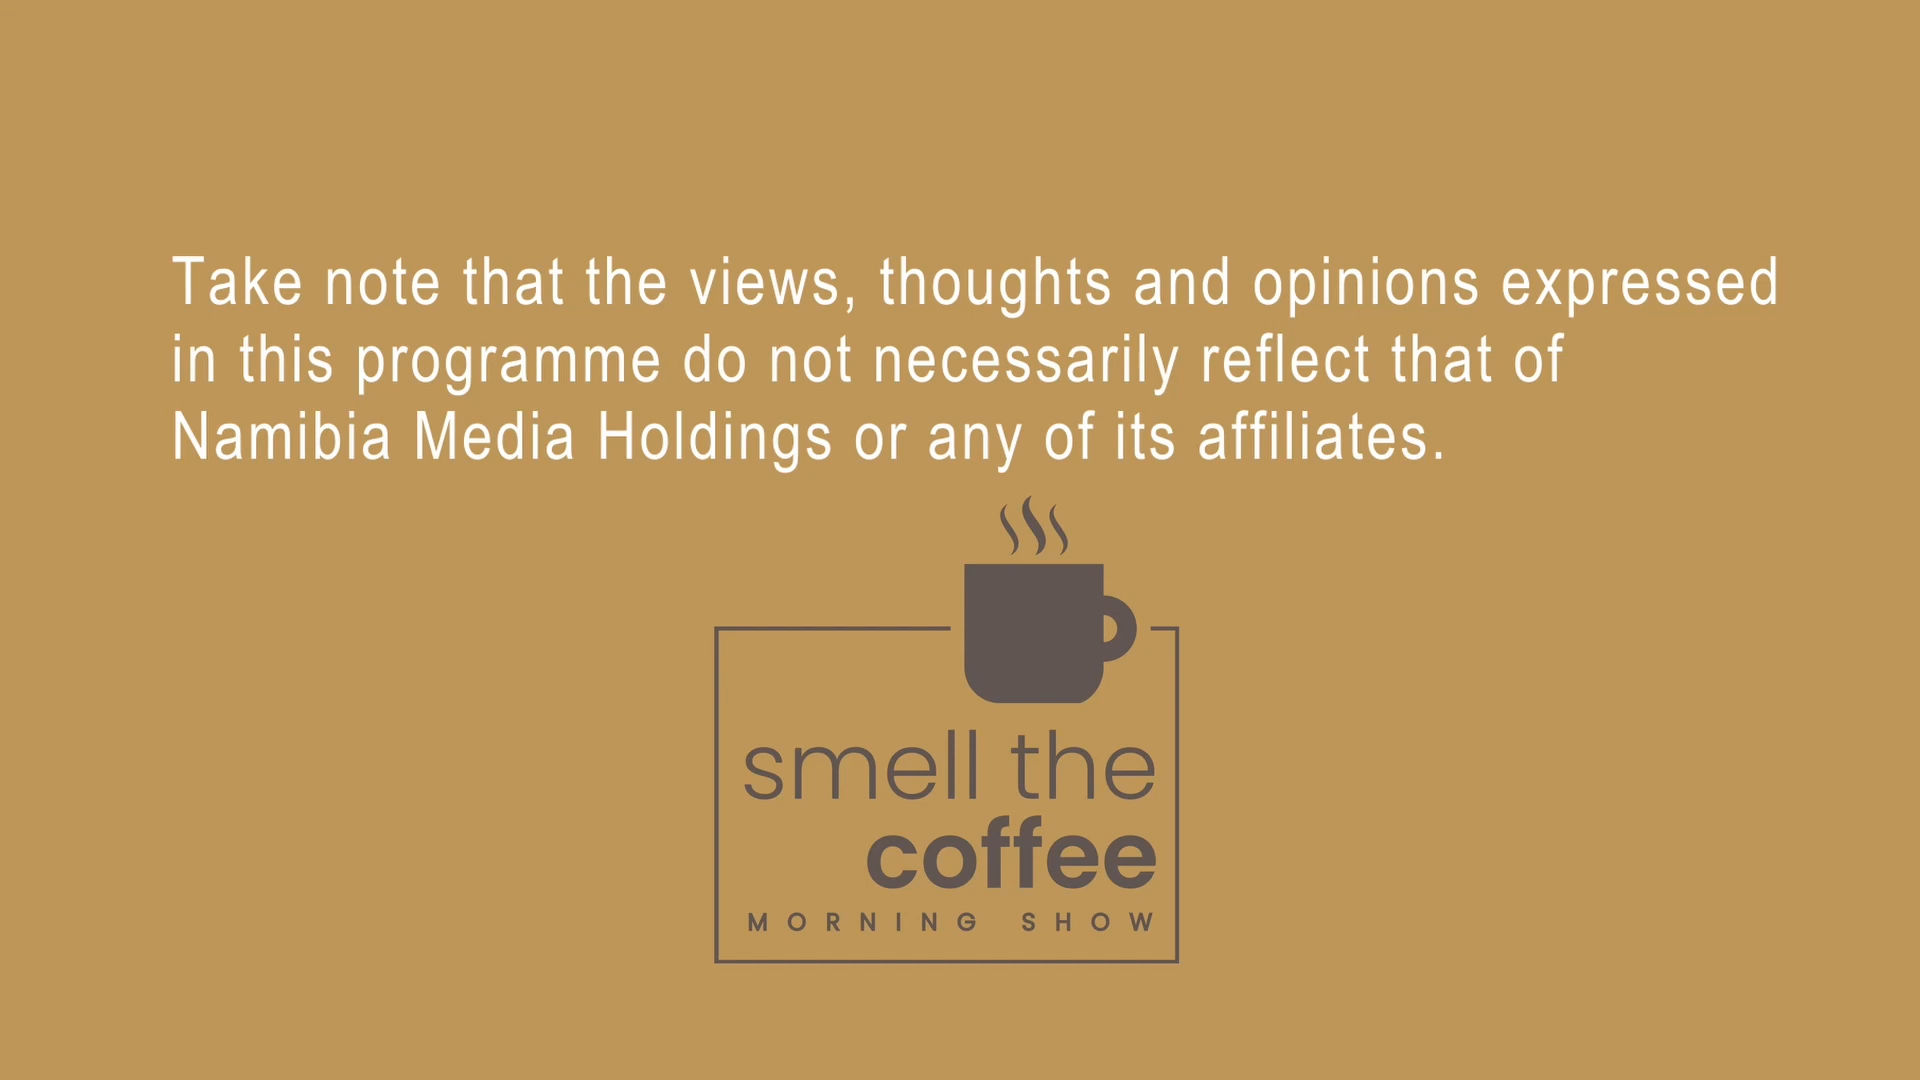 Take note that the views, thoughts and opinions expressed
in this programme do not necessarily reflect that of
Namibia Media Holdings or any of its affiliates.
smell the
coffee
MORNING SHOW